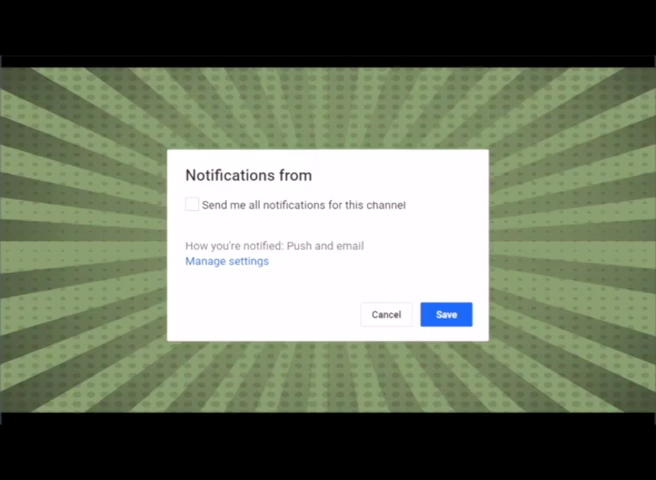 Notifications from
Send me all notifications for this channel
How you're notified: Push and email
Manage settings
Cancel
Save